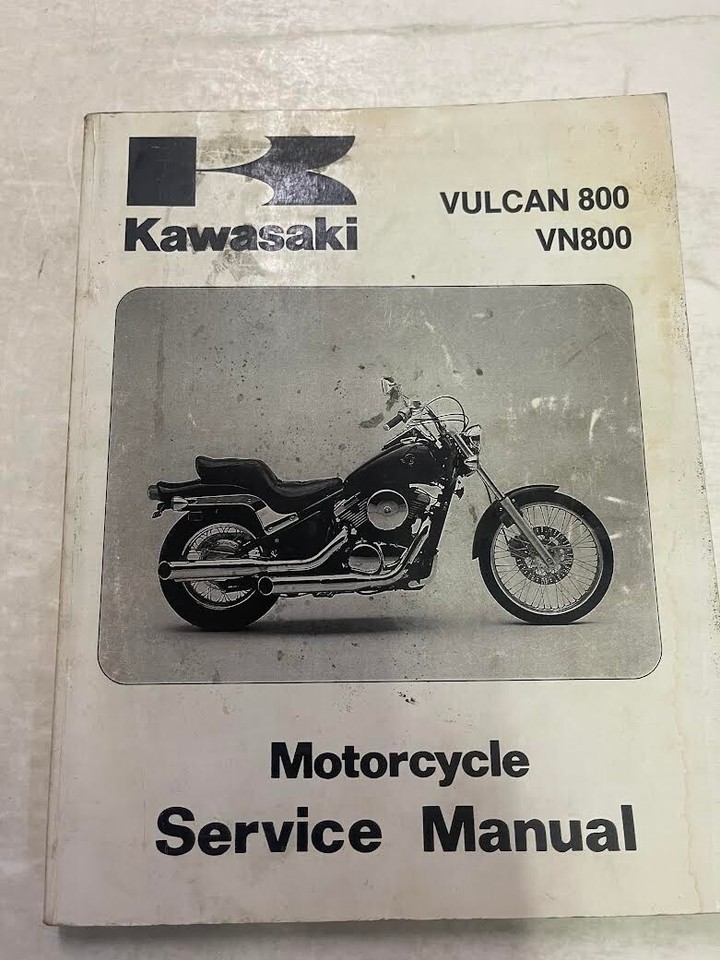 Kawasaki
VULCAN 800
VN800
Motorcycle
Service Manual